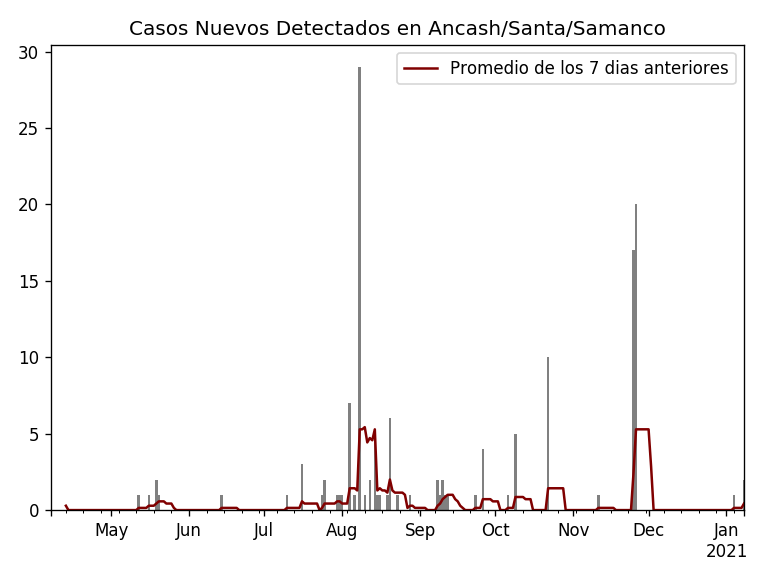 Casos Nuevos Detectados en Ancash/Santa/Samanco
Promedio de los 7 dias anteriores
30
25
20
15
10
5
0
May Jun Jul Aug Sep Oct Nov Dec Jan
2021